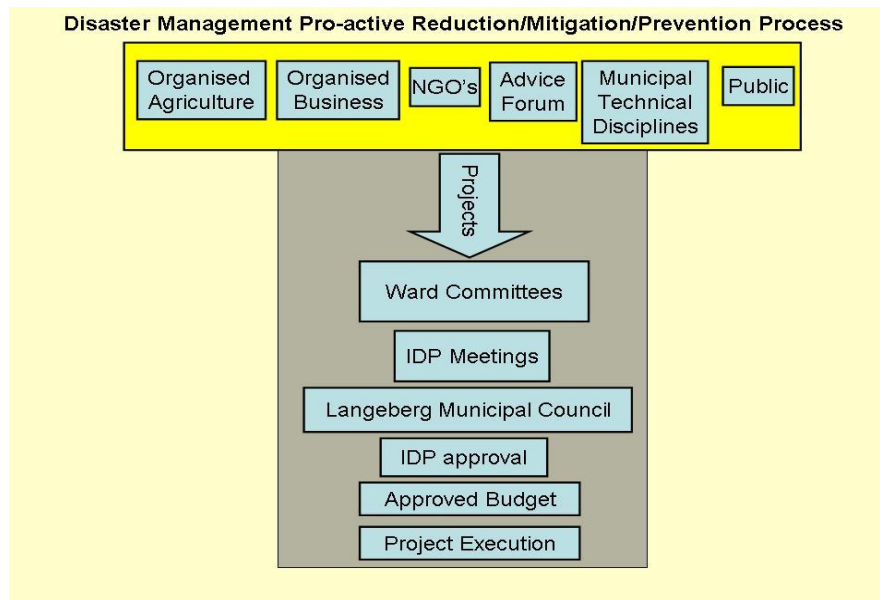 Disaster Management Pro-active Reduction/Mitigation/Prevention Process
Organised
Agriculture
Organised
Business
NGO's
Advice
Forum
Municipal
Technical
Disciplines
Public
Projects
Ward Committees
IDP Meetings
Langeberg Municipal Council
IDP approval
Approved Budget
Project Execution